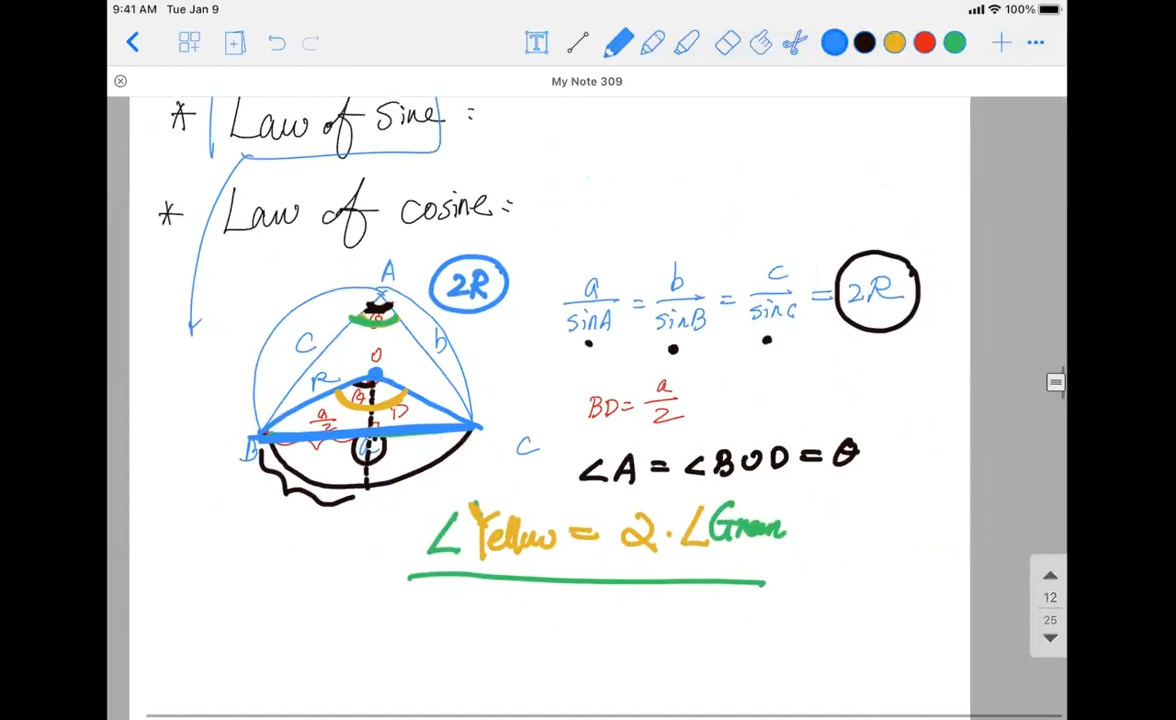 9:41 AM Tue Jan 9
100%
T
My Note 309
* Law of Sine :
* Law of cosine :
A
2R
a/sinA = b/sinB = c/sinC = 2R
c
b
O
R
θ
D
a/2
BD = a/2
B
a
C
∠A = ∠BOD = θ
∠Yellow = 2·∠Green
12
25